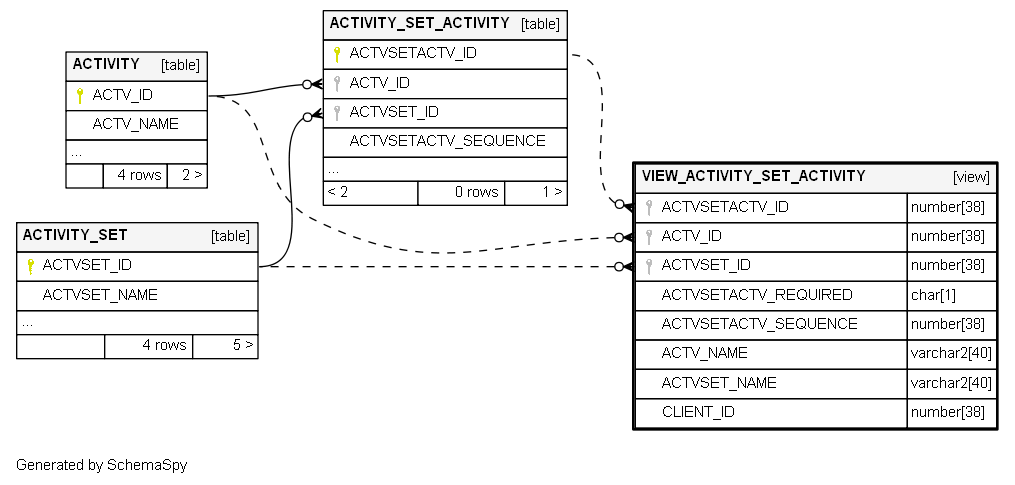 ACTIVITY_SET_ACTIVITY [table]
ACTVSETACTV_ID
ACTV_ID
ACTVSET_ID
ACTVSETACTV_SEQUENCE
...
< 2 0 rows 1 >
ACTIVITY [table]
ACTV_ID
ACTV_NAME
...
4 rows 2 >
ACTIVITY_SET [table]
ACTVSET_ID
ACTVSET_NAME
...
4 rows 5 >
VIEW_ACTIVITY_SET_ACTIVITY [view]
ACTVSETACTV_ID number[38]
ACTV_ID number[38]
ACTVSET_ID number[38]
ACTVSETACTV_REQUIRED char[1]
ACTVSETACTV_SEQUENCE number[38]
ACTV_NAME varchar2[40]
ACTVSET_NAME varchar2[40]
CLIENT_ID number[38]
Generated by SchemaSpy